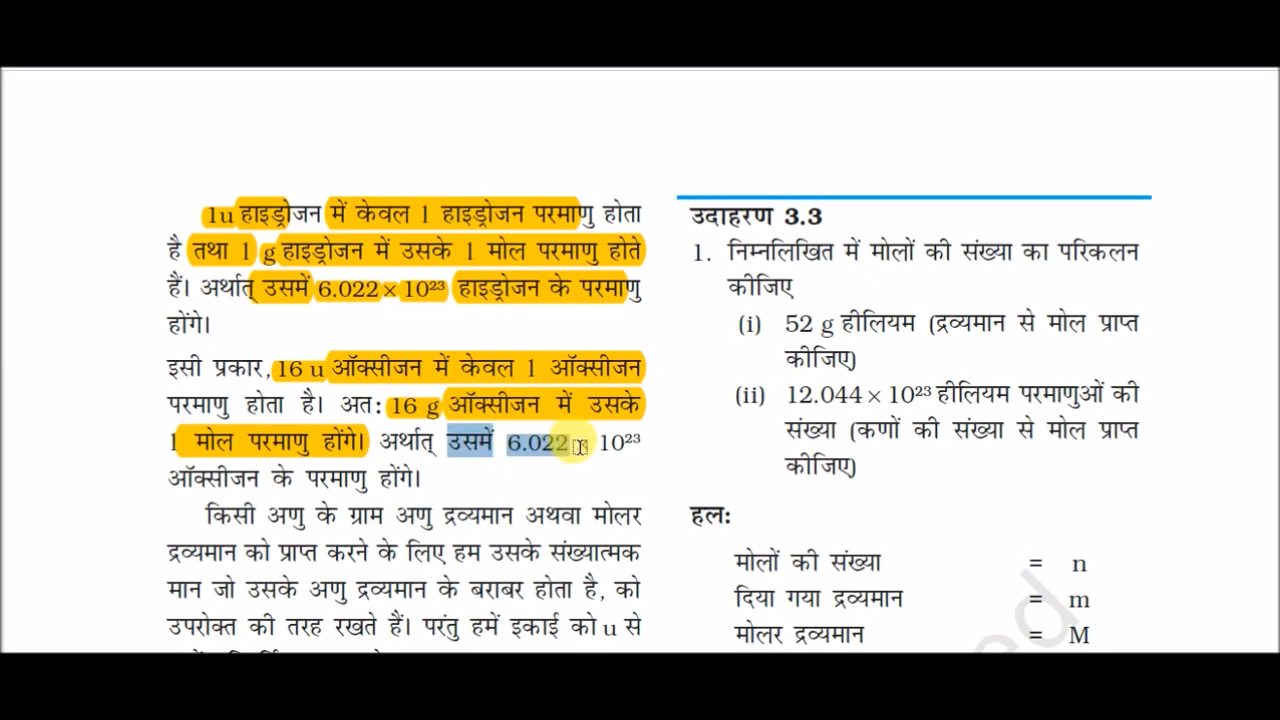 1u हाइड्रोजन में केवल 1 हाइड्रोजन परमाणु होता
है तथा 1 g हाइड्रोजन में उसके 1 मोल परमाणु होते
हैं। अर्थात् उसमें 6.022 × 10²³ हाइड्रोजन के परमाणु
होंगे।
इसी प्रकार, 16 u ऑक्सीजन में केवल 1 ऑक्सीजन
परमाणु होता है। अत: 16 g ऑक्सीजन में उसके
1 मोल परमाणु होंगे। अर्थात् उसमें 6.022 × 10²³
ऑक्सीजन के परमाणु होंगे।
किसी अणु के ग्राम अणु द्रव्यमान अथवा मोलर
द्रव्यमान को प्राप्त करने के लिए हम उसके संख्यात्मक
मान जो उसके अणु द्रव्यमान के बराबर होता है, को
उपरोक्त की तरह रखते हैं। परंतु हमें इकाई को u से
उदाहरण 3.3
1. निम्नलिखित में मोलों की संख्या का परिकलन
कीजिए
(i) 52 g हीलियम (द्रव्यमान से मोल प्राप्त
कीजिए)
(ii) 12.044 × 10²³ हीलियम परमाणुओं की
संख्या (कणों की संख्या से मोल प्राप्त
कीजिए)
हल:
मोलों की संख्या = n
दिया गया द्रव्यमान = m
मोलर द्रव्यमान = M